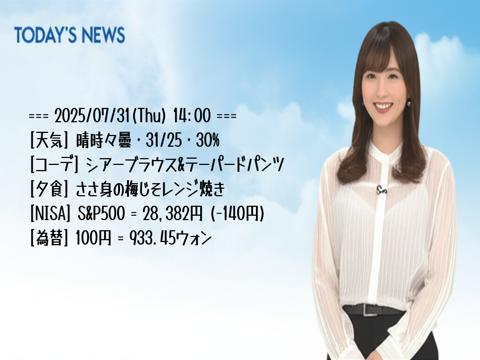 TODAY'S NEWS
=== 2025/07/31(Thu) 14:00 ===
[天気] 晴時々曇・31/25・30%
[コーデ] シアーブラウス&テーパードパンツ
[夕食] ささ身の梅じそレンジ焼き
[NISA] S&P500 = 28,382円 (-140円)
[為替] 100円 = 933.45ウォン